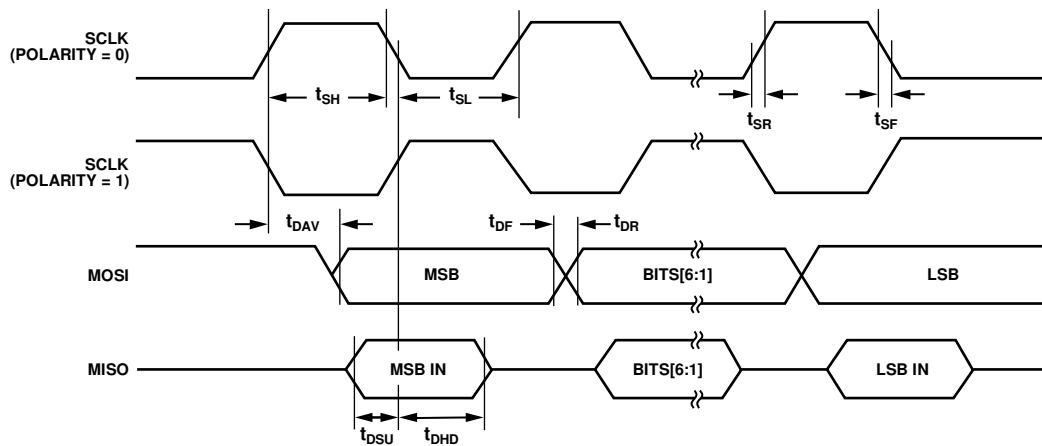 SCLK
(POLARITY = 0)
tSH
tSL
tSR
tSF
SCLK
(POLARITY = 1)
tDAV
tDF
tDR
MOSI
MSB
BITS[6:1]
LSB
MISO
MSB IN
BITS[6:1]
LSB IN
tDSU
tDHD